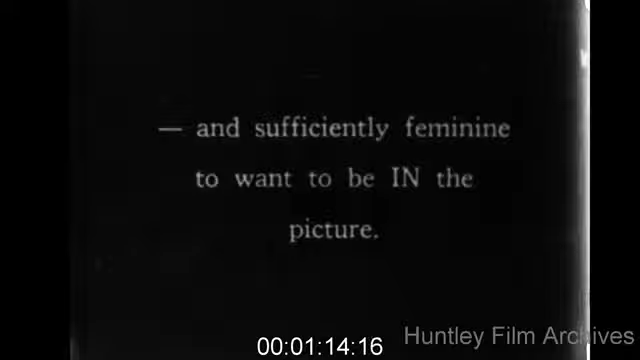 — and sufficiently feminine
to want to be IN the
picture.
00:01:14:16
Huntley Film Archives